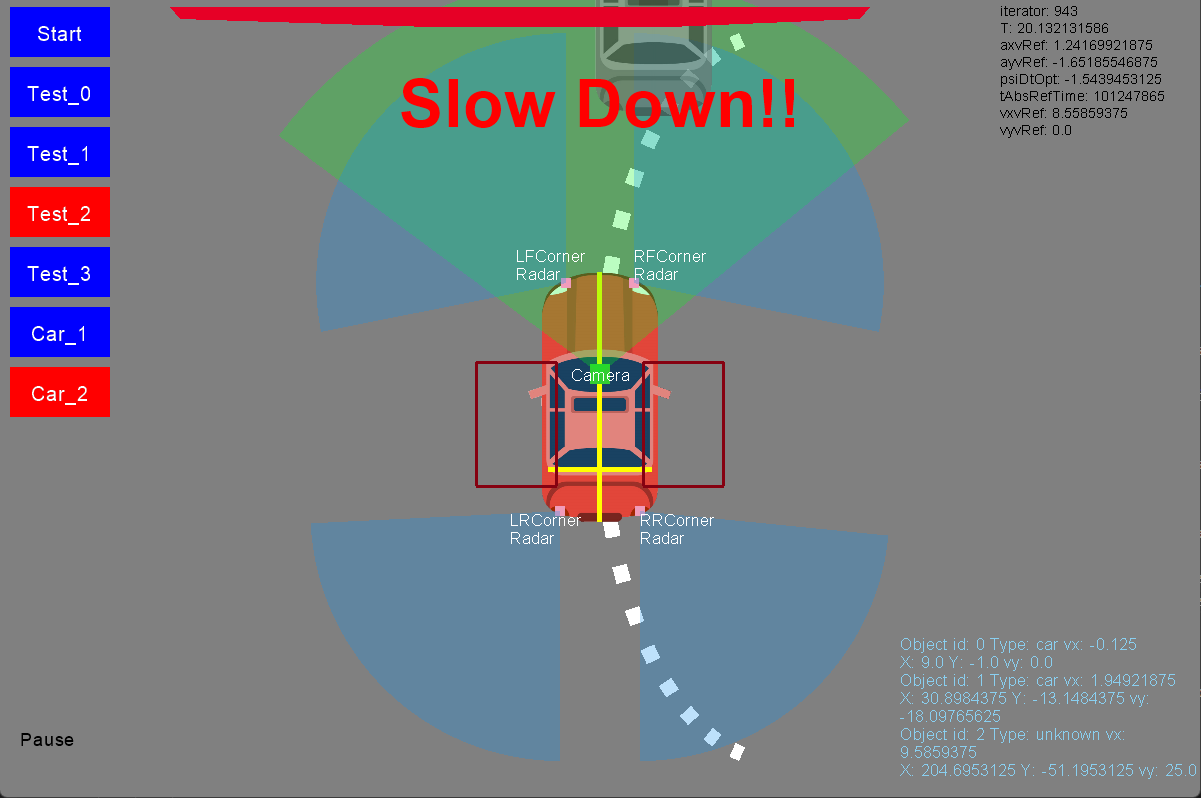 Start
Test_0
Test_1
Test_2
Test_3
Car_1
Car_2
Pause
Slow Down!!
iterator: 943
T: 20.132131586
axvRef: 1.24169921875
ayvRef: -1.65185546875
psiDtOpt: -1.5439453125
tAbsRefTime: 101247865
vxvRef: 8.55859375
vyvRef: 0.0
LFCorner
Radar
RFCorner
Radar
Camera
LRCorner
Radar
RRCorner
Radar
Object id: 0 Type: car vx: -0.125
X: 9.0 Y: -1.0 vy: 0.0
Object id: 1 Type: car vx: 1.94921875
X: 30.8984375 Y: -13.1484375 vy:
-18.09765625
Object id: 2 Type: unknown vx:
9.5859375
X: 204.6953125 Y: -51.1953125 vy: 25.0